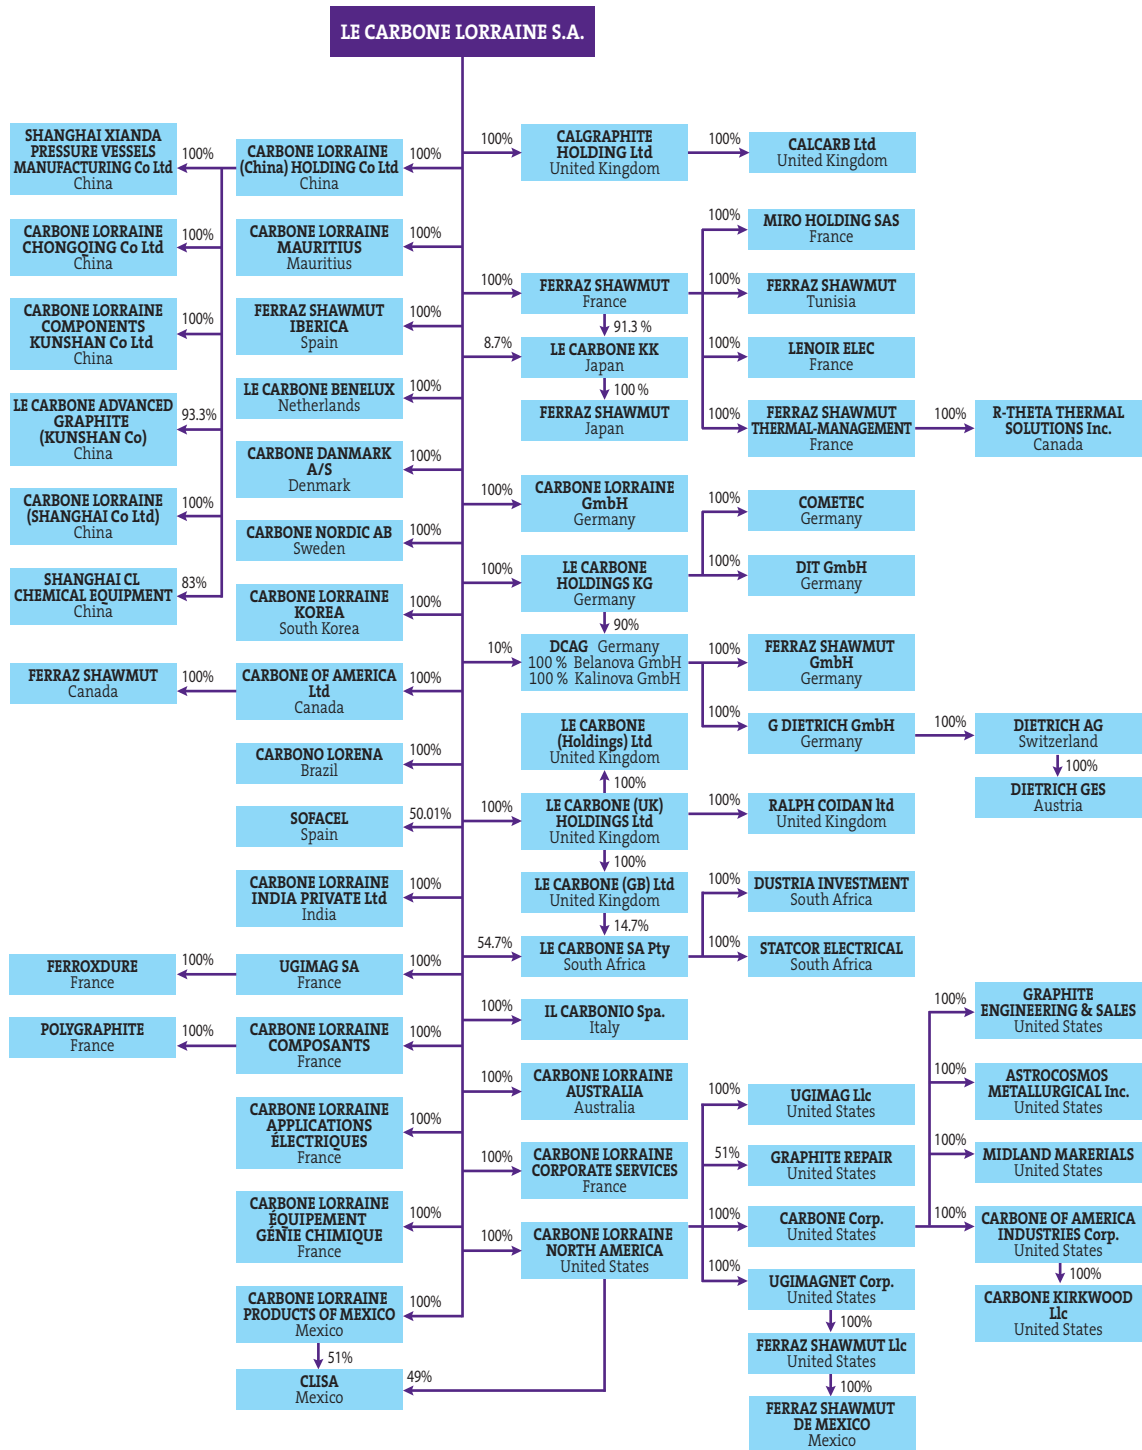 LE CARBONE LORRAINE S.A.
SHANGHAI XIANDA
PRESSURE VESSELS
MANUFACTURING Co Ltd
China
100%
CARBONE LORRAINE
(China) HOLDING Co Ltd
China
100%
100%
CALGRAPHITE
HOLDING Ltd
United Kingdom
100%
CALCARB Ltd
United Kingdom
CARBONE LORRAINE
CHONGQING Co Ltd
China
100%
CARBONE LORRAINE
MAURITIUS
Mauritius
100%
100%
MIRO HOLDING SAS
France
100%
FERRAZ SHAWMUT
France
100%
FERRAZ SHAWMUT
Tunisia
CARBONE LORRAINE
COMPONENTS
KUNSHAN Co Ltd
China
100%
FERRAZ SHAWMUT
IBERICA
Spain
100%
91.3 %
8.7%
LE CARBONE KK
Japan
100%
LENOIR ELEC
France
100 %
LE CARBONE ADVANCED
GRAPHITE
(KUNSHAN Co)
China
93.3%
LE CARBONE BENELUX
Netherlands
100%
FERRAZ SHAWMUT
Japan
100%
FERRAZ SHAWMUT
THERMAL-MANAGEMENT
France
100%
R-THETA THERMAL
SOLUTIONS Inc.
Canada
CARBONE DANMARK
A/S
Denmark
100%
CARBONE LORRAINE
(SHANGHAI Co Ltd)
China
100%
100%
CARBONE LORRAINE
GmbH
Germany
100%
COMETEC
Germany
CARBONE NORDIC AB
Sweden
100%
SHANGHAI CL
CHEMICAL EQUIPMENT
China
83%
100%
LE CARBONE
HOLDINGS KG
Germany
100%
DIT GmbH
Germany
CARBONE LORRAINE
KOREA
South Korea
100%
90%
10%
DCAG Germany
100 % Belanova GmbH
100 % Kalinova GmbH
100%
FERRAZ SHAWMUT
GmbH
Germany
FERRAZ SHAWMUT
Canada
100%
CARBONE OF AMERICA
Ltd
Canada
100%
100%
G DIETRICH GmbH
Germany
100%
DIETRICH AG
Switzerland
100%
DIETRICH GES
Austria
LE CARBONE
(Holdings) Ltd
United Kingdom
100%
CARBONO LORENA
Brazil
100%
SOFACEL
Spain
50.01%
100%
LE CARBONE (UK)
HOLDINGS Ltd
United Kingdom
100%
RALPH COIDAN ltd
United Kingdom
100%
CARBONE LORRAINE
INDIA PRIVATE Ltd
India
100%
LE CARBONE (GB) Ltd
United Kingdom
100%
DUSTRIA INVESTMENT
South Africa
14.7%
54.7%
LE CARBONE SA Pty
South Africa
100%
STATCOR ELECTRICAL
South Africa
FERROXDURE
France
100%
UGIMAG SA
France
100%
100%
IL CARBONIO Spa.
Italy
100%
GRAPHITE
ENGINEERING & SALES
United States
POLYGRAPHITE
France
100%
CARBONE LORRAINE
COMPOSANTS
France
100%
100%
CARBONE LORRAINE
AUSTRALIA
Australia
100%
UGIMAG Llc
United States
100%
ASTROCOSMOS
METALLURGICAL Inc.
United States
CARBONE LORRAINE
APPLICATIONS
ÉLECTRIQUES
France
100%
100%
CARBONE LORRAINE
CORPORATE SERVICES
France
51%
GRAPHITE REPAIR
United States
100%
MIDLAND MARERIALS
United States
CARBONE LORRAINE
ÉQUIPEMENT
GÉNIE CHIMIQUE
France
100%
100%
CARBONE LORRAINE
NORTH AMERICA
United States
100%
CARBONE Corp.
United States
100%
CARBONE OF AMERICA
INDUSTRIES Corp.
United States
100%
CARBONE KIRKWOOD
Llc
United States
100%
UGIMAGNET Corp.
United States
CARBONE LORRAINE
PRODUCTS OF MEXICO
Mexico
100%
100%
FERRAZ SHAWMUT Llc
United States
51%
CLISA
Mexico
49%
100%
FERRAZ SHAWMUT
DE MEXICO
Mexico